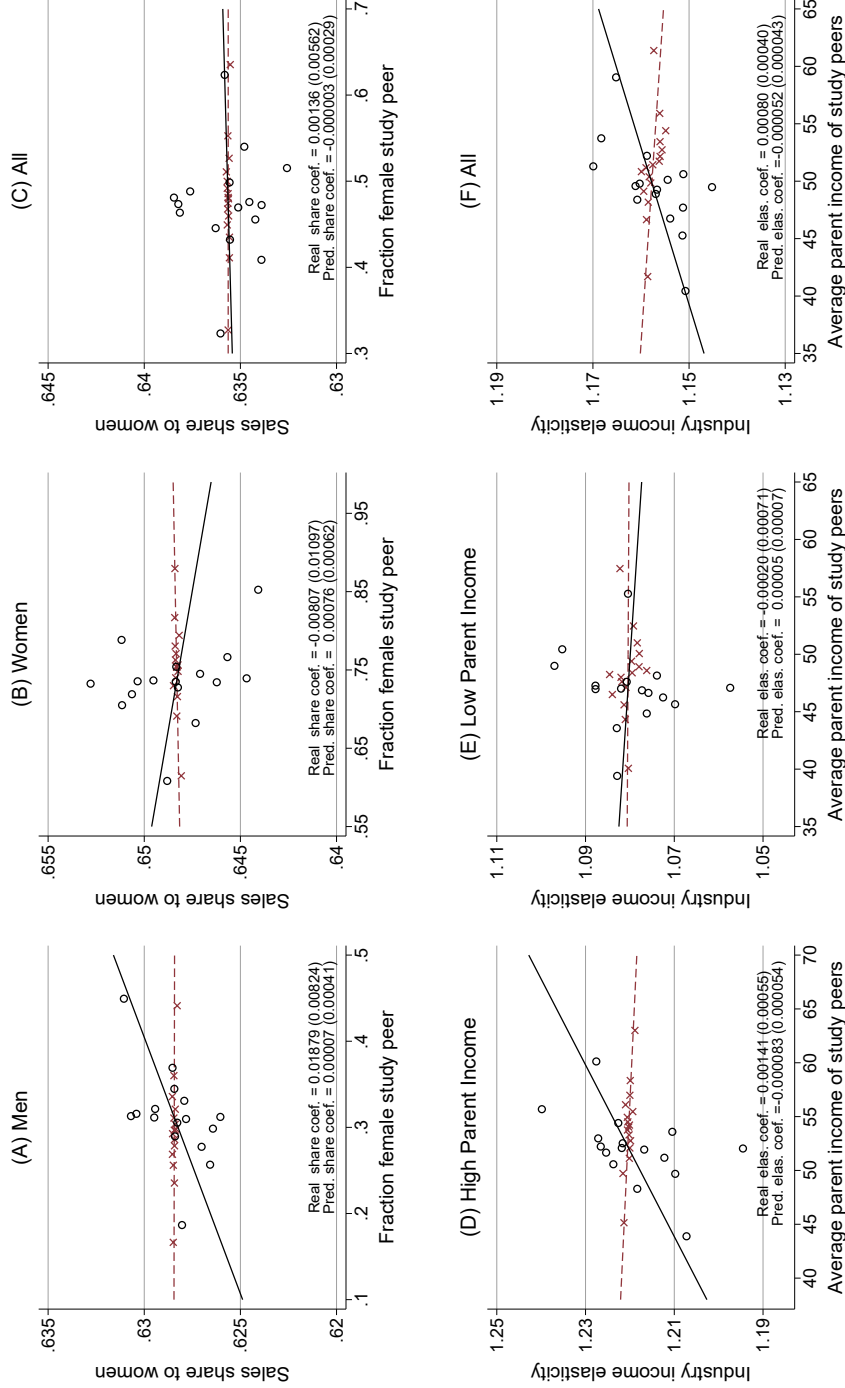 (A) Men
Sales share to women
.635
.63
.625
.62
.1
.2
.3
.4
.5
Fraction female study peer
Real share coef. = 0.01879 (0.00824)
Pred. share coef. = 0.00007 (0.00041)
(B) Women
Sales share to women
.655
.65
.645
.64
.55
.65
.75
.85
.95
Fraction female study peer
Real share coef. = -0.00807 (0.01097)
Pred. share coef. = 0.00076 (0.00062)
(C) All
Sales share to women
.645
.64
.635
.63
.3
.4
.5
.6
.7
Fraction female study peer
Real share coef. = 0.00136 (0.00562)
Pred. share coef. = -0.000003 (0.00029)
(D) High Parent Income
Industry income elasticity
1.25
1.23
1.21
1.19
40
45
50
55
60
65
70
Average parent income of study peers
Real elas. coef. = 0.00141 (0.00055)
Pred. elas. coef. =-0.000083 (0.000054)
(E) Low Parent Income
Industry income elasticity
1.11
1.09
1.07
1.05
35
40
45
50
55
60
65
Average parent income of study peers
Real elas. coef. = -0.00020 (0.00071)
Pred. elas. coef. = 0.00005 (0.00007)
(F) All
Industry income elasticity
1.19
1.17
1.15
1.13
35
40
45
50
55
60
65
Average parent income of study peers
Real elas. coef. = 0.00080 (0.00040)
Pred. elas. coef. =-0.000052 (0.000043)